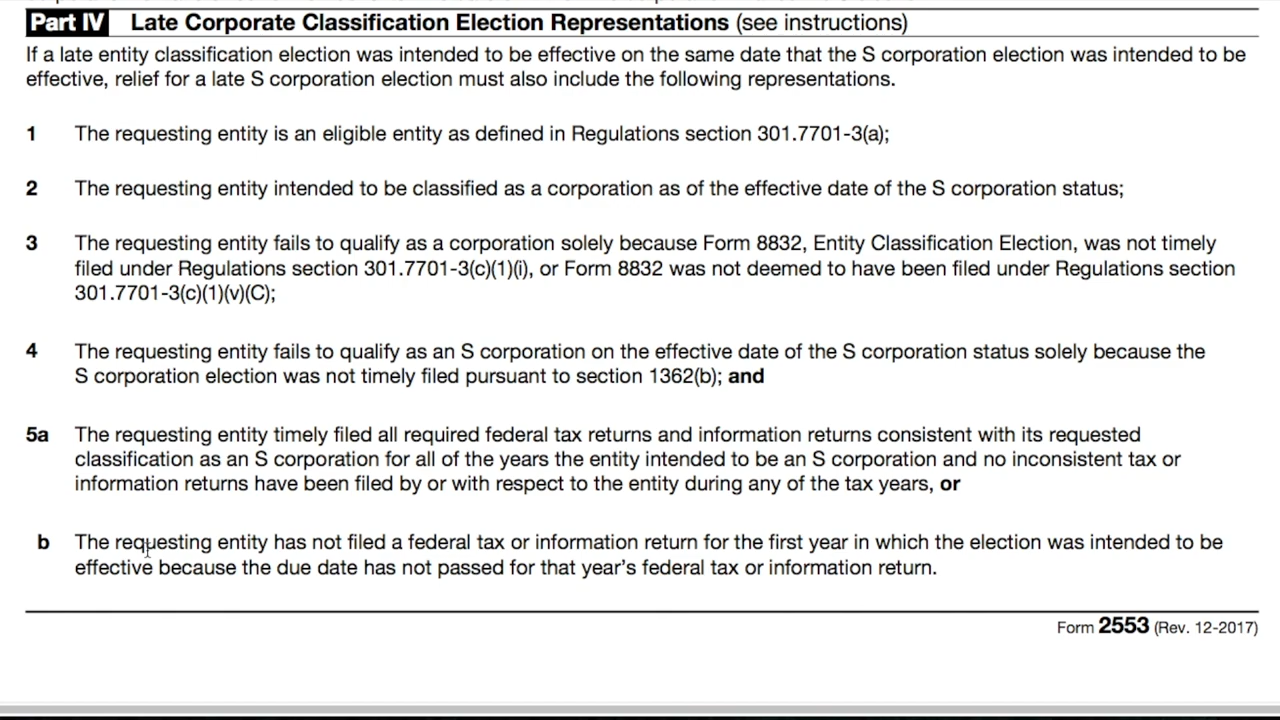 Part IV Late Corporate Classification Election Representations (see instructions)
If a late entity classification election was intended to be effective on the same date that the S corporation election was intended to be
effective, relief for a late S corporation election must also include the following representations.
1 The requesting entity is an eligible entity as defined in Regulations section 301.7701-3(a);
2 The requesting entity intended to be classified as a corporation as of the effective date of the S corporation status;
3 The requesting entity fails to qualify as a corporation solely because Form 8832, Entity Classification Election, was not timely
filed under Regulations section 301.7701-3(c)(1)(i), or Form 8832 was not deemed to have been filed under Regulations section
301.7701-3(c)(1)(v)(C);
4 The requesting entity fails to qualify as an S corporation on the effective date of the S corporation status solely because the
S corporation election was not timely filed pursuant to section 1362(b); and
5a The requesting entity timely filed all required federal tax returns and information returns consistent with its requested
classification as an S corporation for all of the years the entity intended to be an S corporation and no inconsistent tax or
information returns have been filed by or with respect to the entity during any of the tax years, or
b The requesting entity has not filed a federal tax or information return for the first year in which the election was intended to be
effective because the due date has not passed for that year's federal tax or information return.
Form 2553 (Rev. 12-2017)